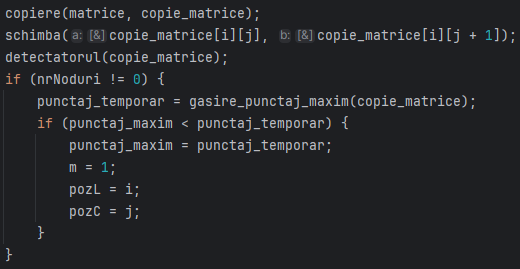 copiere(matrice, copie_matrice);
schimba( a: [&] copie_matrice[i][j], b: [&] copie_matrice[i][j + 1]);
detectatorul(copie_matrice);
if (nrNoduri != 0) {
    punctaj_temporar = gasire_punctaj_maxim(copie_matrice);
    if (punctaj_maxim < punctaj_temporar) {
        punctaj_maxim = punctaj_temporar;
        m = 1;
        pozL = i;
        pozC = j;
    }
}